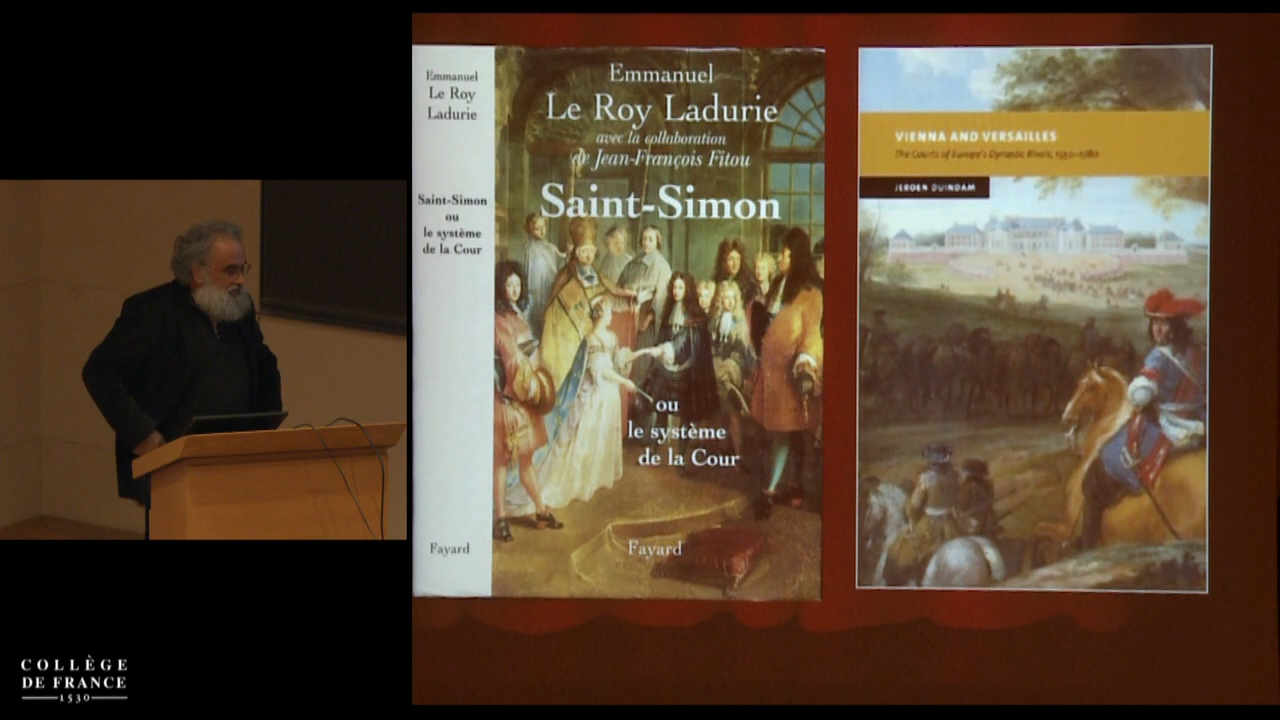 Emmanuel
Le Roy
Ladurie
Saint-Simon
ou
le système
de la Cour
Fayard
Emmanuel
Le Roy Ladurie
avec la collaboration
de Jean-François Fitou
Saint-Simon
ou
le système
de la Cour
Fayard
VIENNA AND VERSAILLES
The Courts of Europe's Dynastic Rivals, 1550–1780
JEROEN DUINDAM
COLLÈGE
DE FRANCE
1530